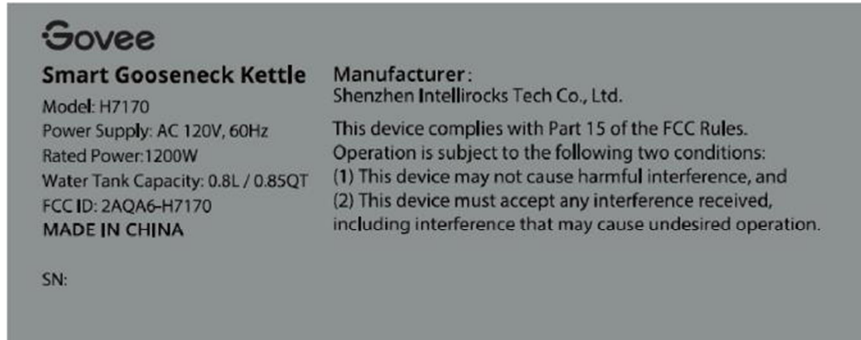 Govee
Smart Gooseneck Kettle
Model: H7170
Power Supply: AC 120V, 60Hz
Rated Power:1200W
Water Tank Capacity: 0.8L / 0.85QT
FCC ID: 2AQA6-H7170
MADE IN CHINA
SN:
Manufacturer:
Shenzhen Intellirocks Tech Co., Ltd.
This device complies with Part 15 of the FCC Rules.
Operation is subject to the following two conditions:
(1) This device may not cause harmful interference, and
(2) This device must accept any interference received,
including interference that may cause undesired operation.